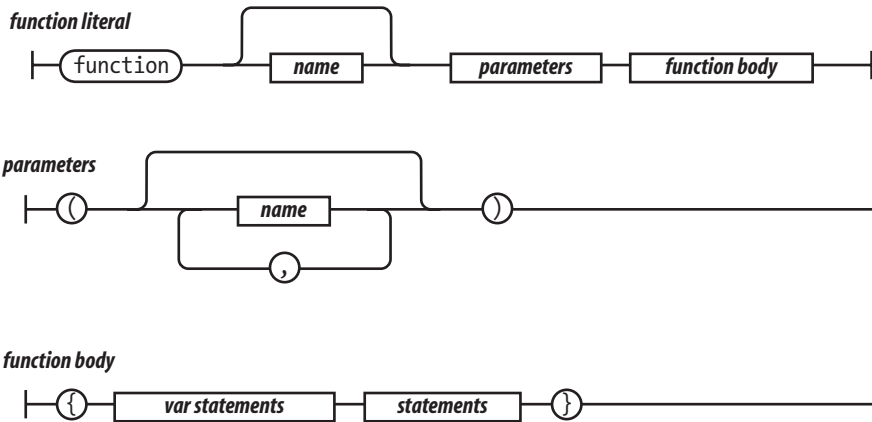 function literal
function name parameters function body
parameters
( name )
,
function body
{ var statements statements }